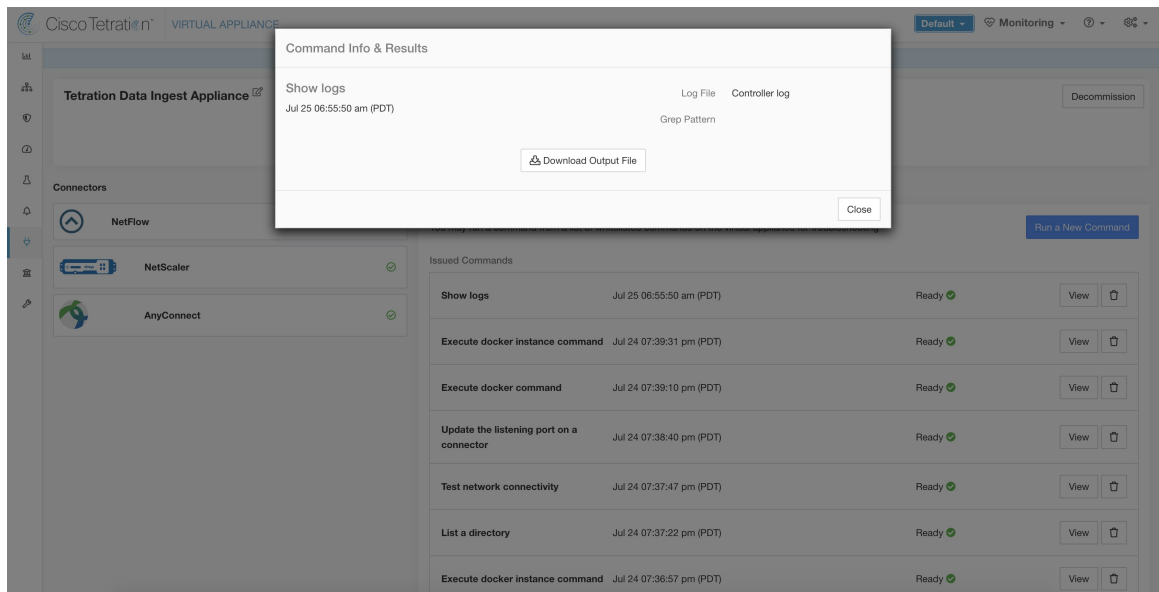 Cisco Tetration™ VIRTUAL APPLIANCE
Default
Monitoring
Command Info & Results
Show logs
Jul 25 06:55:50 am (PDT)
Log File Controller log
Grep Pattern
Download Output File
Close
Tetration Data Ingest Appliance
Decommission
Connectors
NetFlow
NetScaler
AnyConnect
Run a New Command
Issued Commands
Show logs Jul 25 06:55:50 am (PDT) Ready View
Execute docker instance command Jul 24 07:39:31 pm (PDT) Ready View
Execute docker command Jul 24 07:39:10 pm (PDT) Ready View
Update the listening port on a
connector Jul 24 07:38:40 pm (PDT) Ready View
Test network connectivity Jul 24 07:37:47 pm (PDT) Ready View
List a directory Jul 24 07:37:22 pm (PDT) Ready View
Execute docker instance command Jul 24 07:36:57 pm (PDT) Ready View